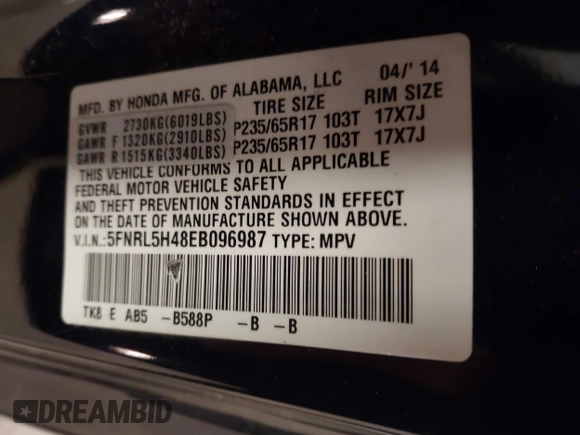 MFD. BY HONDA MFG. OF ALABAMA, LLC 04/'14
TIRE SIZE RIM SIZE
GVWR 2730KG(6019LBS)
GAWR F 1320KG(2910LBS) P235/65R17 103T 17X7J
GAWR R 1515KG(3340LBS) P235/65R17 103T 17X7J
THIS VEHICLE CONFORMS TO ALL APPLICABLE
FEDERAL MOTOR VEHICLE SAFETY
AND THEFT PREVENTION STANDARDS IN EFFECT
ON THE DATE OF MANUFACTURE SHOWN ABOVE.
V.I.N.: 5FNRL5H48EB096987 TYPE: MPV
TK8 E AB5 -B588P -B -B
DREAMBID